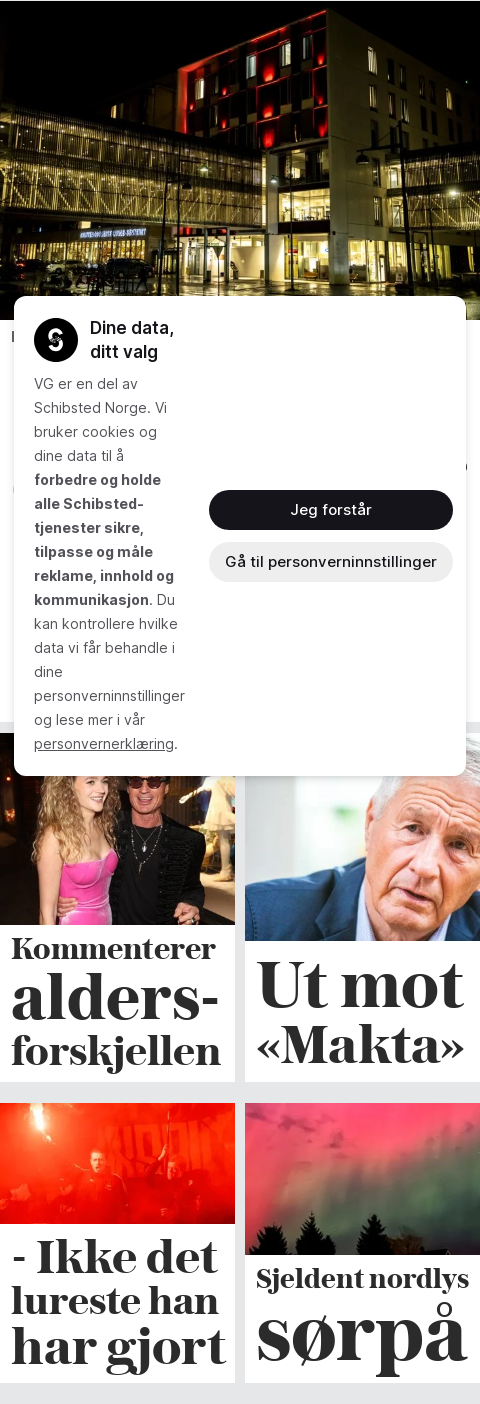 Dine data,
ditt valg
VG er en del av
Schibsted Norge. Vi
bruker cookies og
dine data til å
forbedre og holde
alle Schibsted-
tjenester sikre,
tilpasse og måle
reklame, innhold og
kommunikasjon. Du
kan kontrollere hvilke
data vi får behandle i
dine
personverninnstillinger
og lese mer i vår
personvernerklæring.
Jeg forstår
Gå til personverninnstillinger
Kommenterer
alders-
forskjellen
Ut mot
«Makta»
- Ikke det
lureste han
har gjort
Sjeldent nordlys
sørpå